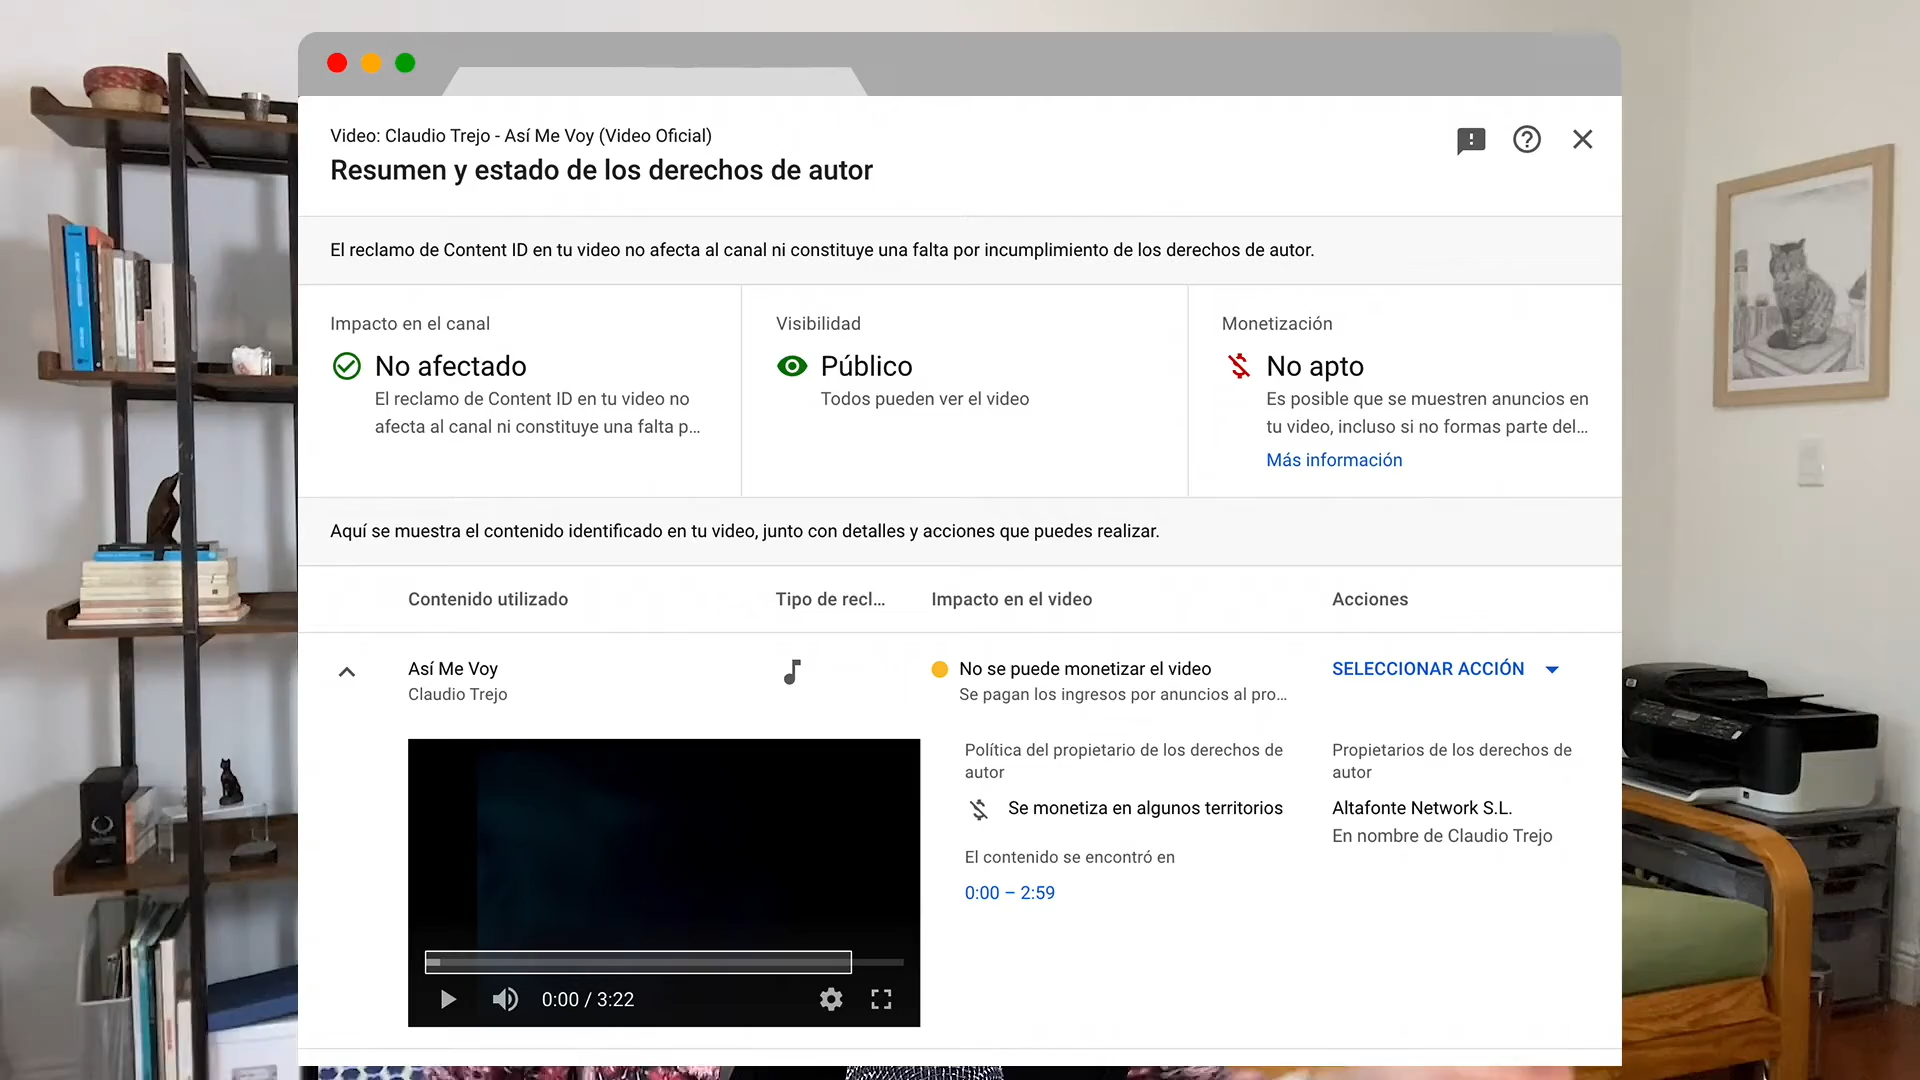 Video: Claudio Trejo - Así Me Voy (Video Oficial)
Resumen y estado de los derechos de autor
El reclamo de Content ID en tu video no afecta al canal ni constituye una falta por incumplimiento de los derechos de autor.
Impacto en el canal
No afectado
El reclamo de Content ID en tu video no
afecta al canal ni constituye una falta p...
Visibilidad
Público
Todos pueden ver el video
Monetización
No apto
Es posible que se muestren anuncios en
tu video, incluso si no formas parte del...
Más información
Aquí se muestra el contenido identificado en tu video, junto con detalles y acciones que puedes realizar.
Contenido utilizado
Tipo de recl...
Impacto en el video
Acciones
Así Me Voy
Claudio Trejo
No se puede monetizar el video
Se pagan los ingresos por anuncios al pro...
SELECCIONAR ACCIÓN
Política del propietario de los derechos de
autor
Se monetiza en algunos territorios
El contenido se encontró en
0:00 – 2:59
Propietarios de los derechos de
autor
Altafonte Network S.L.
En nombre de Claudio Trejo
0:00 / 3:22